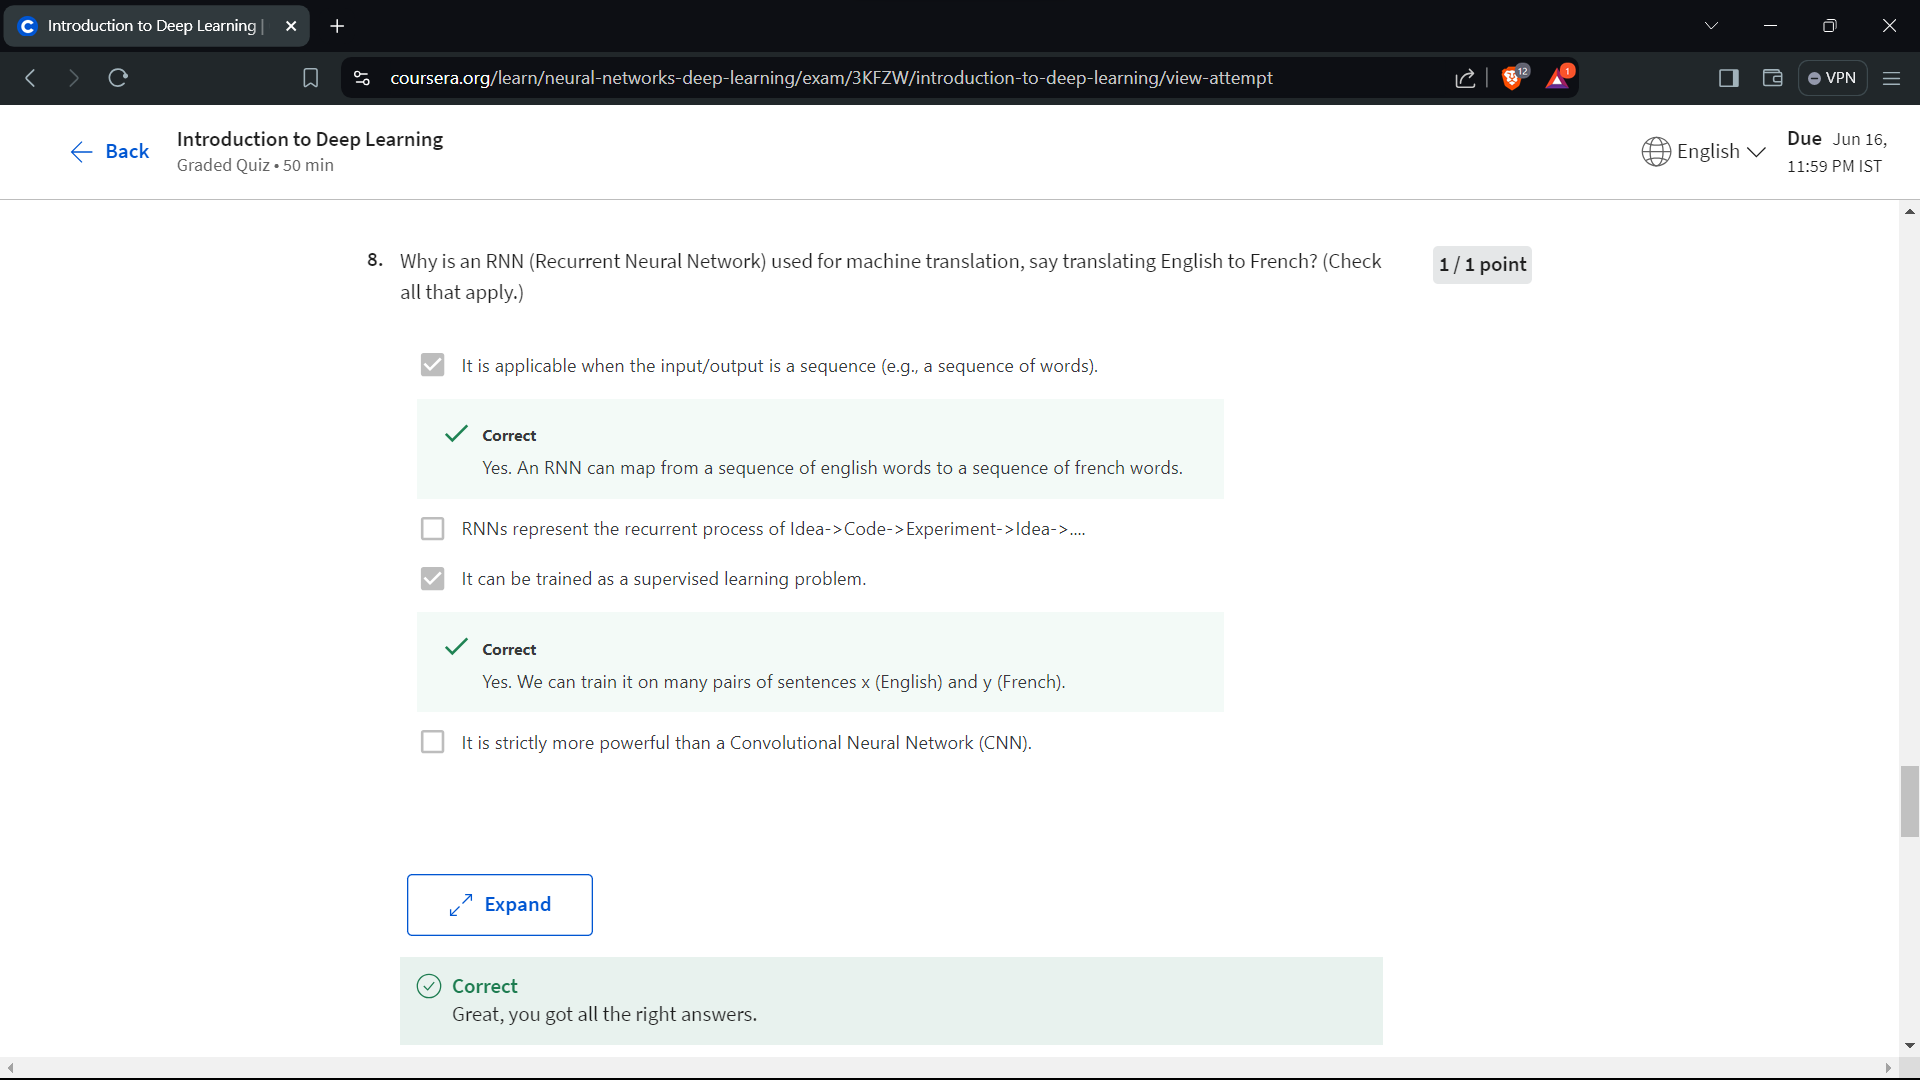 Introduction to Deep Learning |
coursera.org/learn/neural-networks-deep-learning/exam/3KFZW/introduction-to-deep-learning/view-attempt
12
1
VPN
Back
Introduction to Deep Learning
Graded Quiz • 50 min
English
Due Jun 16,
11:59 PM IST
8. Why is an RNN (Recurrent Neural Network) used for machine translation, say translating English to French? (Check
all that apply.)
1 / 1 point
It is applicable when the input/output is a sequence (e.g., a sequence of words).
Correct
Yes. An RNN can map from a sequence of english words to a sequence of french words.
RNNs represent the recurrent process of Idea->Code->Experiment->Idea->....
It can be trained as a supervised learning problem.
Correct
Yes. We can train it on many pairs of sentences x (English) and y (French).
It is strictly more powerful than a Convolutional Neural Network (CNN).
Expand
Correct
Great, you got all the right answers.